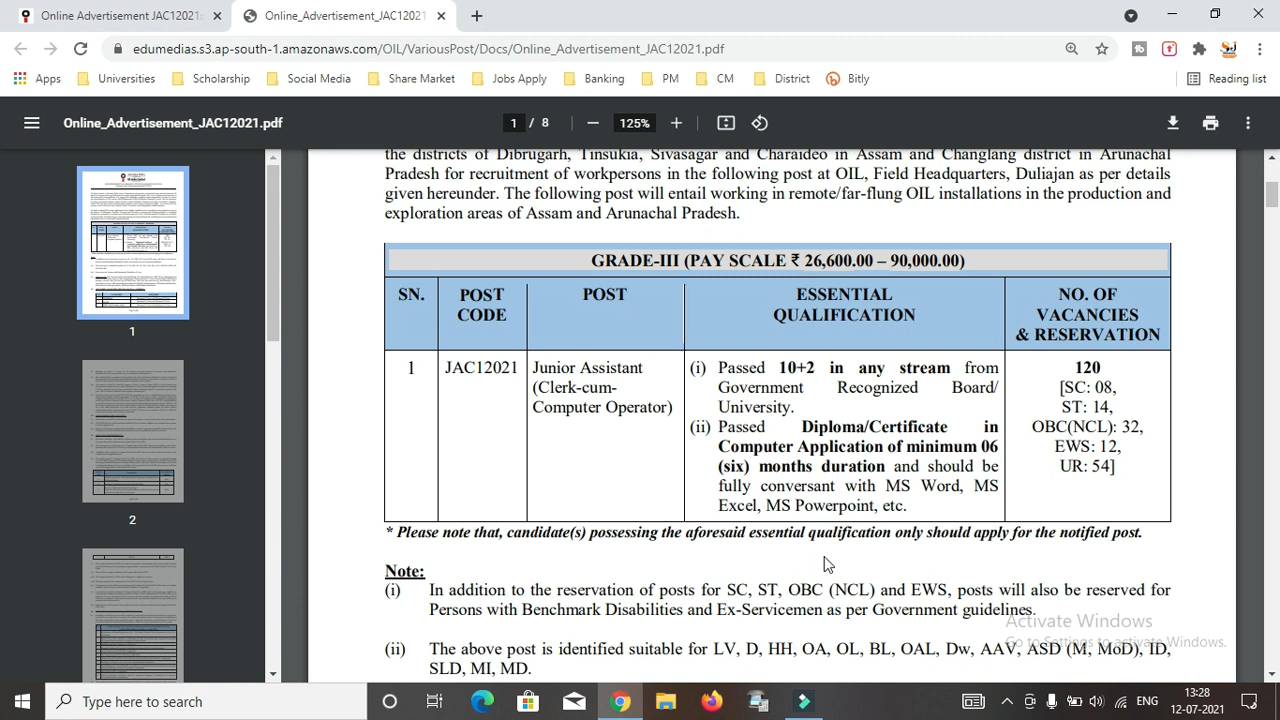 Online Advertisement JAC12021:
Online_Advertisement_JAC12021
edumedias.s3.ap-south-1.amazonaws.com/OIL/VariousPost/Docs/Online_Advertisement_JAC12021.pdf
Apps Universities Scholarship Social Media Share Market Jobs Apply Banking PM CM District Bitly Reading list
Online_Advertisement_JAC12021.pdf 1 / 8 125%
the districts of Dibrugarh, Tinsukia, Sivasagar and Charaideo in Assam and Changlang district in Arunachal
Pradesh for recruitment of workpersons in the following post at OIL, Field Headquarters, Duliajan as per details
given hereunder. The following post will entail working in remote/far-flung OIL installations in the production and
exploration areas of Assam and Arunachal Pradesh.
GRADE-III (PAY SCALE ₹ 26,600.00 – 90,000.00)
SN.
POST
CODE
POST
ESSENTIAL
QUALIFICATION
NO. OF
VACANCIES
& RESERVATION
1
JAC12021
Junior Assistant
(Clerk-cum-
Computer Operator)
(i) Passed 10+2 in any stream from
Government Recognized Board/
University.
(ii) Passed Diploma/Certificate in
Computer Application of minimum 06
(six) months duration and should be
fully conversant with MS Word, MS
Excel, MS Powerpoint, etc.
120
[SC: 08,
ST: 14,
OBC(NCL): 32,
EWS: 12,
UR: 54]
* Please note that, candidate(s) possessing the aforesaid essential qualification only should apply for the notified post.
Note:
(i) In addition to the reservation of posts for SC, ST, OBC (NCL) and EWS, posts will also be reserved for
Persons with Benchmark Disabilities and Ex-Servicemen as per Government guidelines.
(ii) The above post is identified suitable for LV, D, HH, OA, OL, BL, OAL, Dw, AAV, ASD (M, MoD), ID,
SLD, MI, MD.
1
2
Activate Windows
Go to Settings to activate Windows.
Type here to search
ENG
13:28
12-07-2021